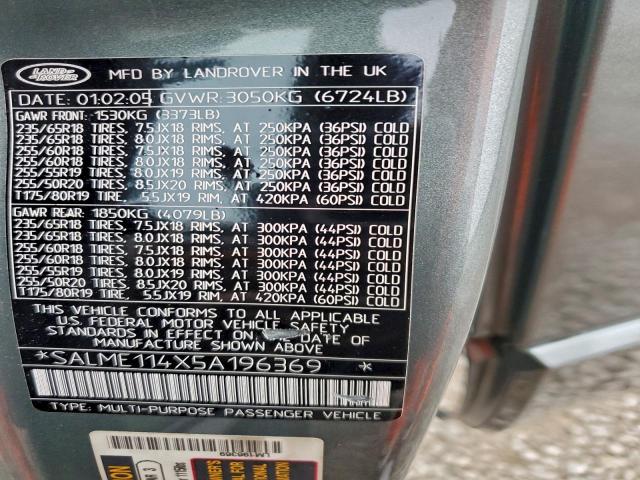 LAND
ROVER
MFD BY LANDROVER IN THE UK
DATE: 01:02:05 GVWR: 3050KG (6724LB)
GAWR FRONT: 1530KG (3373LB)
235/65R18 TIRES, 7.5JX18 RIMS, AT 250KPA (36PSI) COLD
235/65R18 TIRES, 8.0JX18 RIMS, AT 250KPA (36PSI) COLD
255/60R18 TIRES, 7.5JX18 RIMS, AT 250KPA (36PSI) COLD
255/60R18 TIRES, 8.0JX18 RIMS, AT 250KPA (36PSI) COLD
255/55R19 TIRES, 8.0JX19 RIMS, AT 250KPA (36PSI) COLD
255/50R20 TIRES, 8.5JX20 RIMS, AT 250KPA (36PSI) COLD
T175/80R19 TIRE, 5.5JX19 RIM, AT 420KPA (60PSI) COLD
GAWR REAR: 1850KG (4079LB)
235/65R18 TIRES, 7.5JX18 RIMS, AT 300KPA (44PSI) COLD
235/65R18 TIRES, 8.0JX18 RIMS, AT 300KPA (44PSI) COLD
255/60R18 TIRES, 7.5JX18 RIMS, AT 300KPA (44PSI) COLD
255/60R18 TIRES, 8.0JX18 RIMS, AT 300KPA (44PSI) COLD
255/55R19 TIRES, 8.0JX19 RIMS, AT 300KPA (44PSI) COLD
255/50R20 TIRES, 8.5JX20 RIMS, AT 300KPA (44PSI) COLD
T175/80R19 TIRE, 5.5JX19 RIM, AT 420KPA (60PSI) COLD
THIS VEHICLE CONFORMS TO ALL APPLICABLE
U.S. FEDERAL MOTOR VEHICLE SAFETY
STANDARDS IN EFFECT ON DATE OF
MANUFACTURE SHOWN ABOVE
*SALME114X5A196369 *
TYPE: MULTI-PURPOSE PASSENGER VEHICLE
LM196369